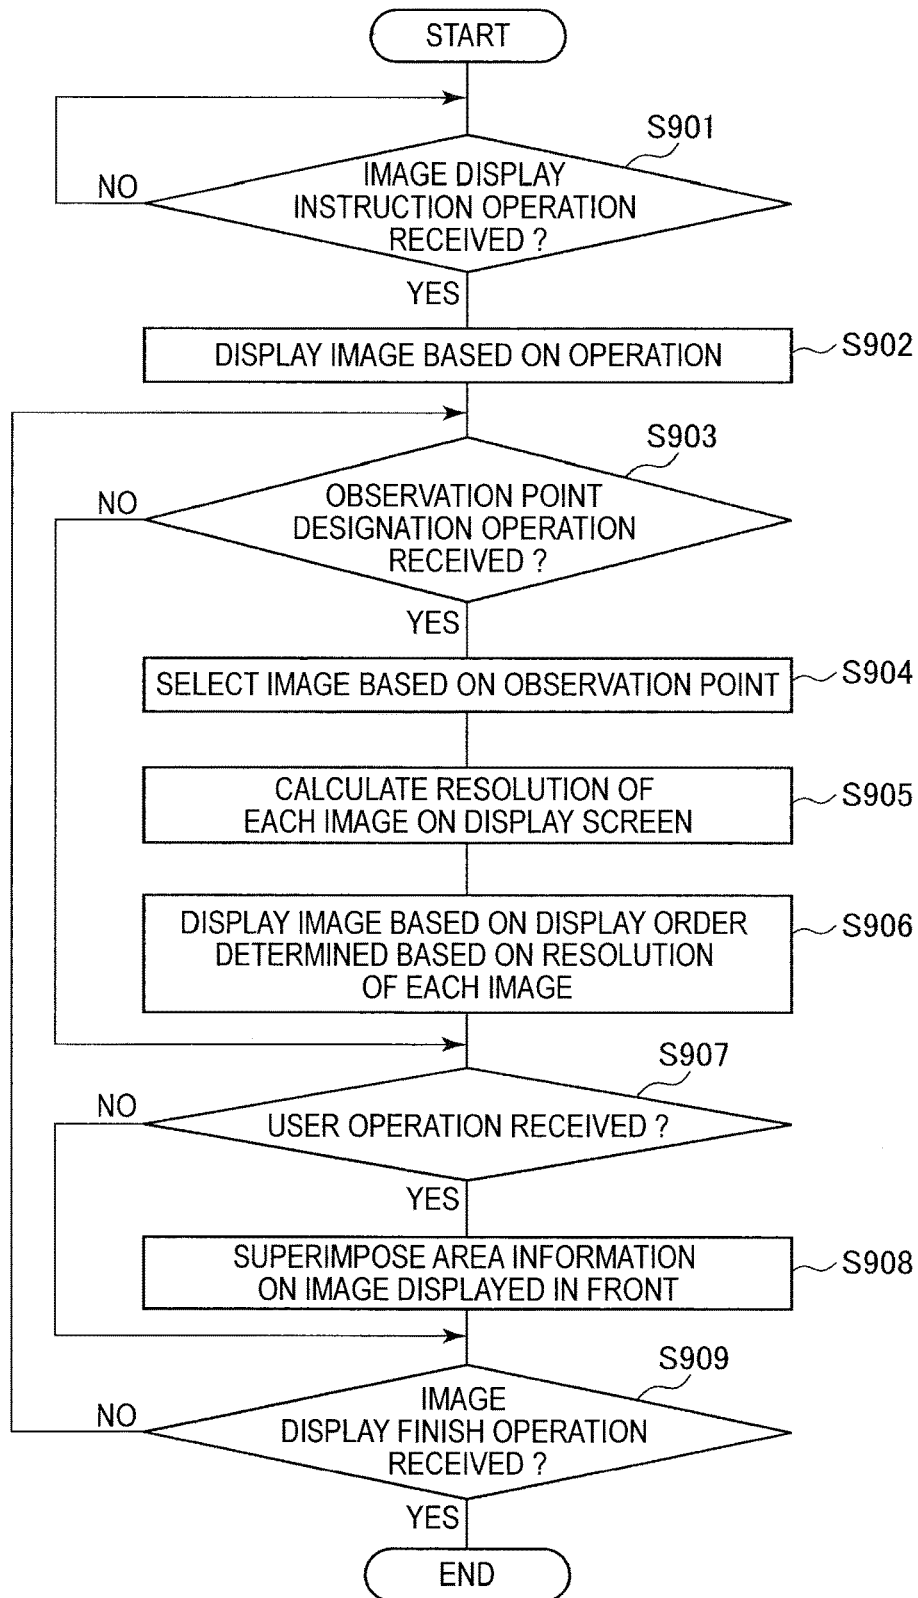 START
S901
IMAGE DISPLAY
INSTRUCTION OPERATION
RECEIVED ?
NO
YES
DISPLAY IMAGE BASED ON OPERATION
S902
S903
OBSERVATION POINT
DESIGNATION OPERATION
RECEIVED ?
NO
YES
SELECT IMAGE BASED ON OBSERVATION POINT
S904
CALCULATE RESOLUTION OF
EACH IMAGE ON DISPLAY SCREEN
S905
DISPLAY IMAGE BASED ON DISPLAY ORDER
DETERMINED BASED ON RESOLUTION
OF EACH IMAGE
S906
S907
NO
USER OPERATION RECEIVED ?
YES
SUPERIMPOSE AREA INFORMATION
ON IMAGE DISPLAYED IN FRONT
S908
S909
IMAGE
DISPLAY FINISH OPERATION
RECEIVED ?
NO
YES
END